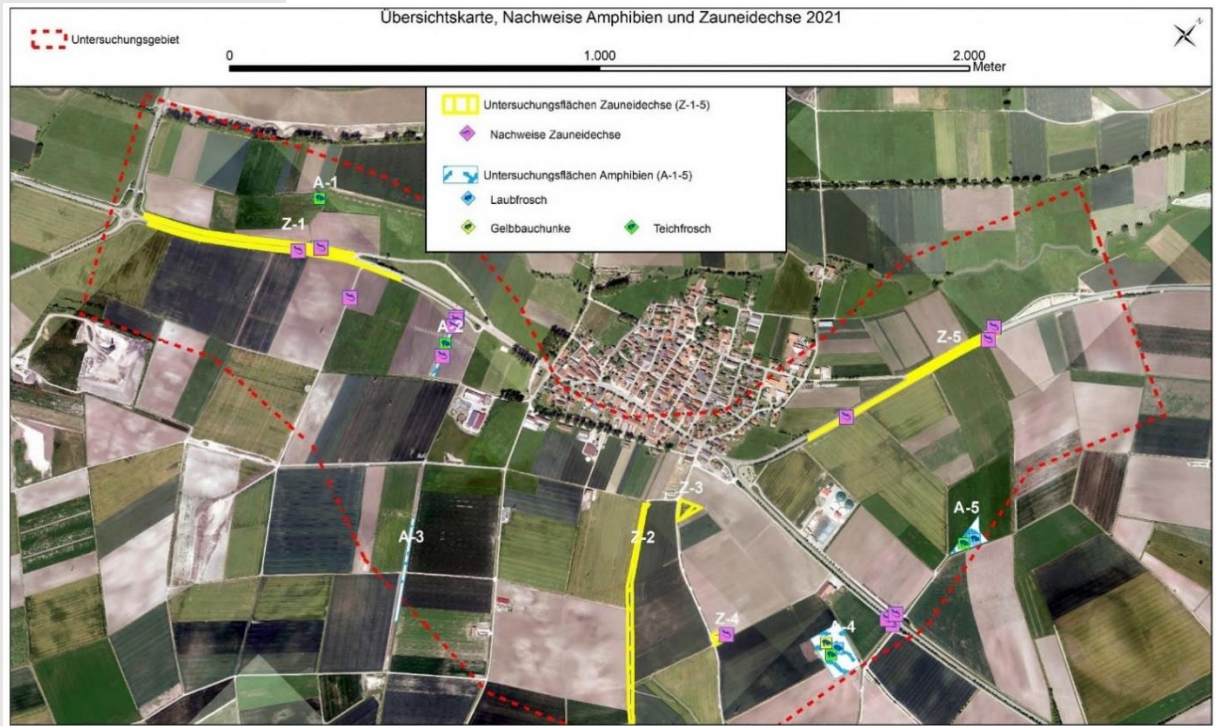 Übersichtskarte, Nachweise Amphibien und Zauneidechse 2021
Untersuchungsgebiet
0 1.000 2.000
Meter
N
Untersuchungsflächen Zauneidechse (Z-1-5)
Nachweise Zauneidechse
Untersuchungsflächen Amphibien (A-1-5)
Laubfrosch
Gelbbauchunke Teichfrosch
A-1
Z-1
A-2
Z-5
Z-3
A-5
A-3
Z-2
Z-4
A-4